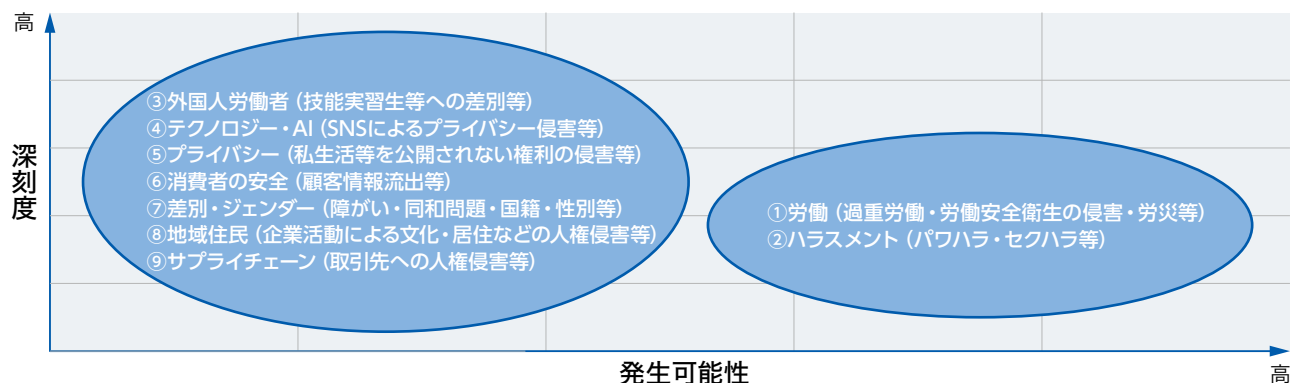 高
深刻度
③外国人労働者（技能実習生等への差別等）
④テクノロジー・AI（SNSによるプライバシー侵害等）
⑤プライバシー（私生活等を公開されない権利の侵害等）
⑥消費者の安全（顧客情報流出等）
⑦差別・ジェンダー（障がい・同和問題・国籍・性別等）
⑧地域住民（企業活動による文化・居住などの人権侵害等）
⑨サプライチェーン（取引先への人権侵害等）
①労働（過重労働・労働安全衛生の侵害・労災等）
②ハラスメント（パワハラ・セクハラ等）
発生可能性
高